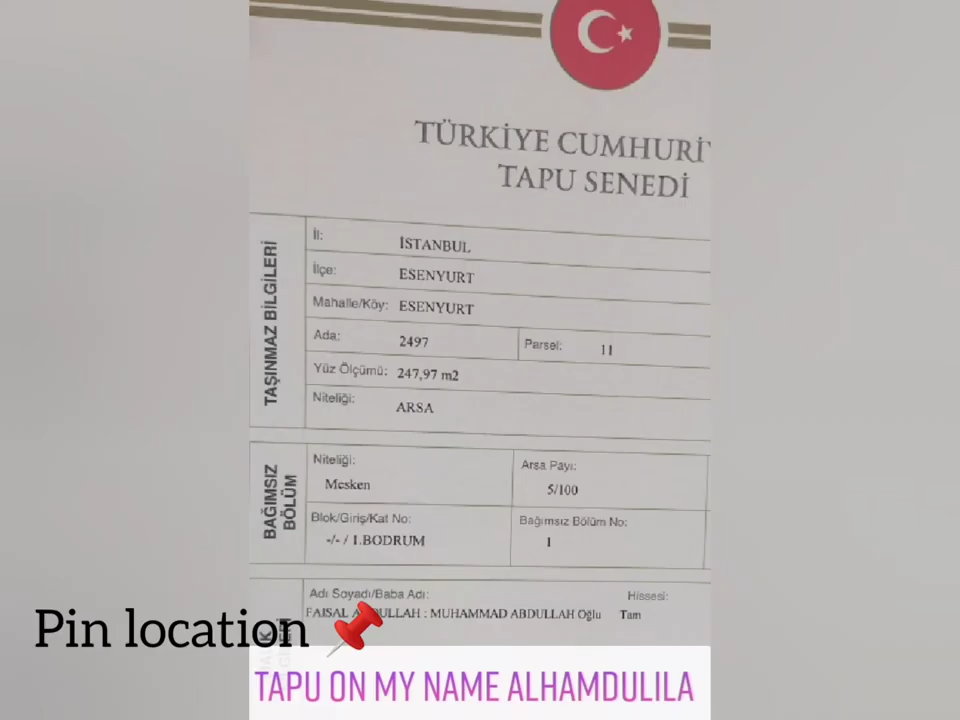 TÜRKİYE CUMHURİ
TAPU SENEDİ
TAŞINMAZ BİLGİLERİ
İl: İSTANBUL
İlçe: ESENYURT
Mahalle/Köy: ESENYURT
Ada: 2497 Parsel: 11
Yüz Ölçümü: 247,97 m2
Niteliği: ARSA
BAĞIMSIZ BÖLÜM
Niteliği: Arsa Payı:
Mesken 5/100
Blok/Giriş/Kat No: Bağımsız Bölüm No:
-/- / 1.BODRUM 1
Adı Soyadı/Baba Adı: Hissesi:
FAISAL ABDULLAH : MUHAMMAD ABDULLAH Oğlu Tam
Pin location
TAPU ON MY NAME ALHAMDULILA